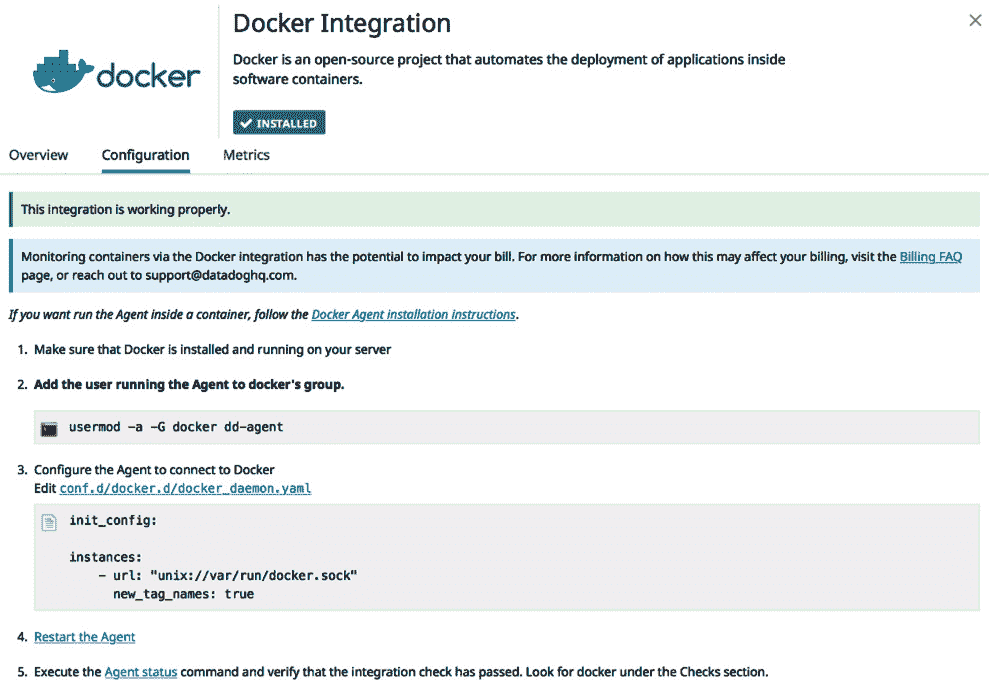 Docker Integration
docker
Docker is an open-source project that automates the deployment of applications inside
software containers.
INSTALLED
Overview Configuration Metrics
This integration is working properly.
Monitoring containers via the Docker integration has the potential to impact your bill. For more information on how this may affect your billing, visit the Billing FAQ
page, or reach out to support@datadoghq.com.
If you want run the Agent inside a container, follow the Docker Agent installation instructions.
1. Make sure that Docker is installed and running on your server
2. Add the user running the Agent to docker's group.
usermod -a -G docker dd-agent
3. Configure the Agent to connect to Docker
Edit conf.d/docker.d/docker_daemon.yaml
init_config:
instances:
- url: "unix://var/run/docker.sock"
new_tag_names: true
4. Restart the Agent
5. Execute the Agent status command and verify that the integration check has passed. Look for docker under the Checks section.